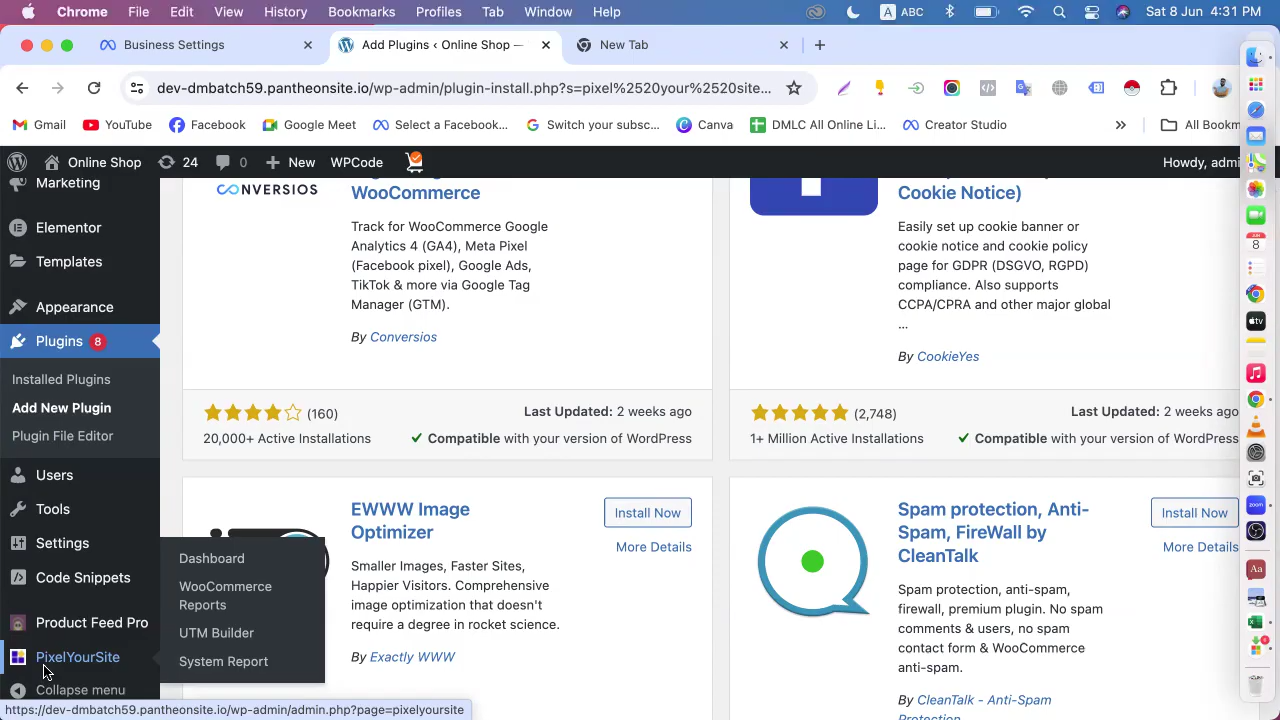 Chrome File Edit View History Bookmarks Profiles Tab Window Help A ABC Sat 8 Jun 4:31 PM
Business Settings
Add Plugins ‹ Online Shop —
New Tab
dev-dmbatch59.pantheonsite.io/wp-admin/plugin-install.php?s=pixel%2520your%2520site...
Gmail YouTube Facebook Google Meet Select a Facebook... Switch your subsc... Canva DMLC All Online Li... Creator Studio » All Bookm
Online Shop 24 0 New WPCode Howdy, admi
Marketing
Elementor
Templates
Appearance
Plugins 8
Installed Plugins
Add New Plugin
Plugin File Editor
Users
Tools
Settings
Code Snippets
Product Feed Pro
PixelYourSite
Collapse menu
Dashboard
WooCommerce
Reports
UTM Builder
System Report
CONVERSIOS
WooCommerce
Track for WooCommerce Google
Analytics 4 (GA4), Meta Pixel
(Facebook pixel), Google Ads,
TikTok & more via Google Tag
Manager (GTM).
By Conversios
(160)
20,000+ Active Installations
Last Updated: 2 weeks ago
Compatible with your version of WordPress
Cookie Notice)
Easily set up cookie banner or
cookie notice and cookie policy
page for GDPR (DSGVO, RGPD)
compliance. Also supports
CCPA/CPRA and other major global
...
By CookieYes
(2,748)
1+ Million Active Installations
Last Updated: 2 weeks ago
Compatible with your version of WordPress
EWWW Image
Optimizer
Install Now
More Details
Smaller Images, Faster Sites,
Happier Visitors. Comprehensive
image optimization that doesn't
require a degree in rocket science.
By Exactly WWW
Spam protection, Anti-
Spam, FireWall by
CleanTalk
Install Now
More Details
Spam protection, anti-spam,
firewall, premium plugin. No spam
comments & users, no spam
contact form & WooCommerce
anti-spam.
By CleanTalk - Anti-Spam
Protection
https://dev-dmbatch59.pantheonsite.io/wp-admin/admin.php?page=pixelyoursite
JUN
8
tv
zoom
Aa